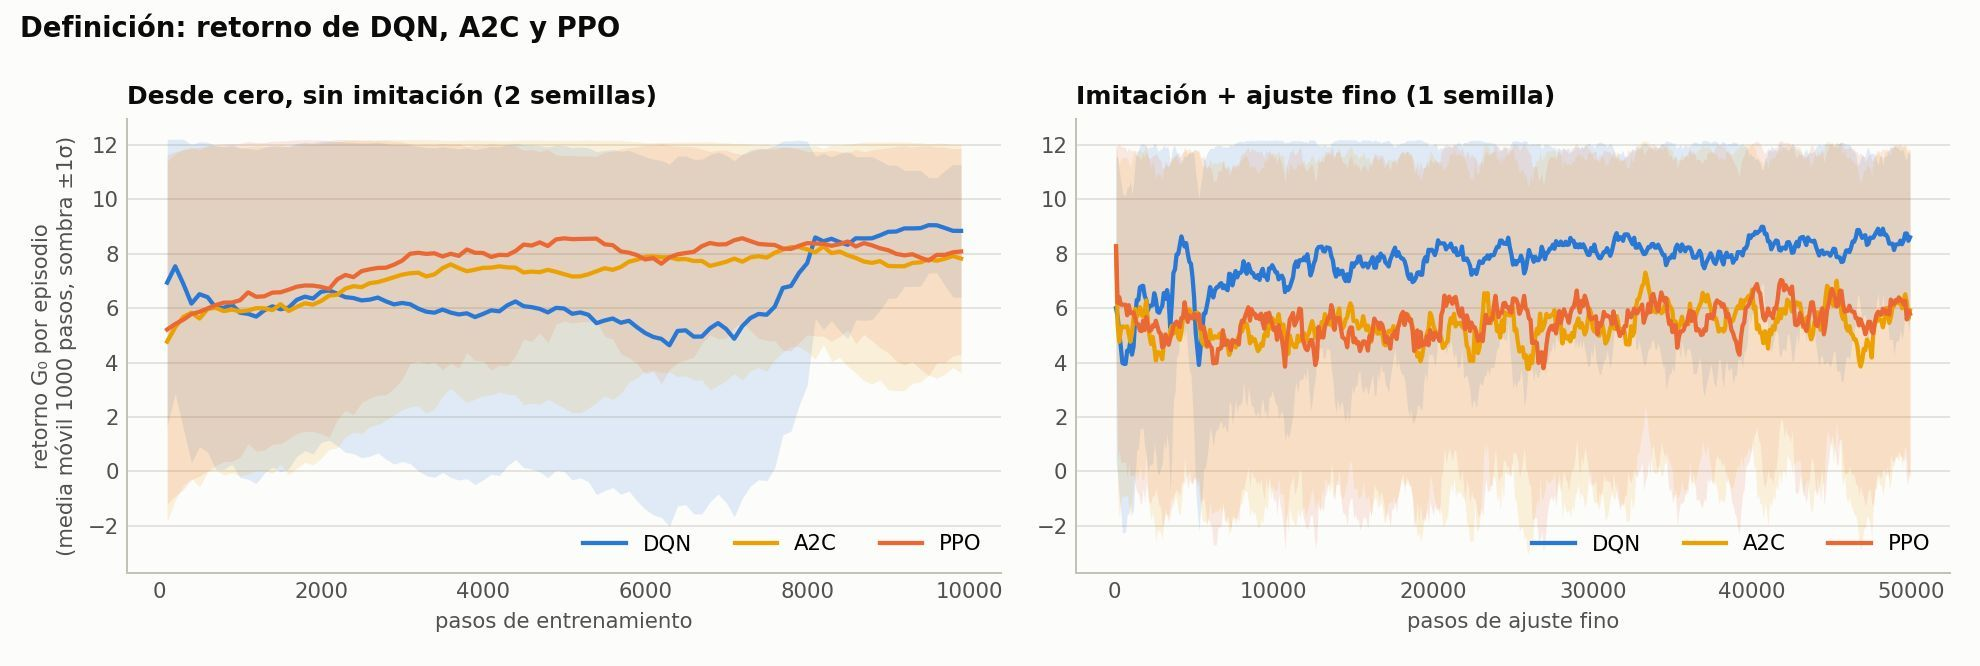 Definición: retorno de DQN, A2C y PPO
Desde cero, sin imitación (2 semillas)
retorno G₀ por episodio
(media móvil 1000 pasos, sombra ±1σ)
12
10
8
6
4
2
0
−2
DQN
A2C
PPO
0
2000
4000
6000
8000
10000
pasos de entrenamiento
Imitación + ajuste fino (1 semilla)
12
10
8
6
4
2
0
−2
DQN
A2C
PPO
0
10000
20000
30000
40000
50000
pasos de ajuste fino